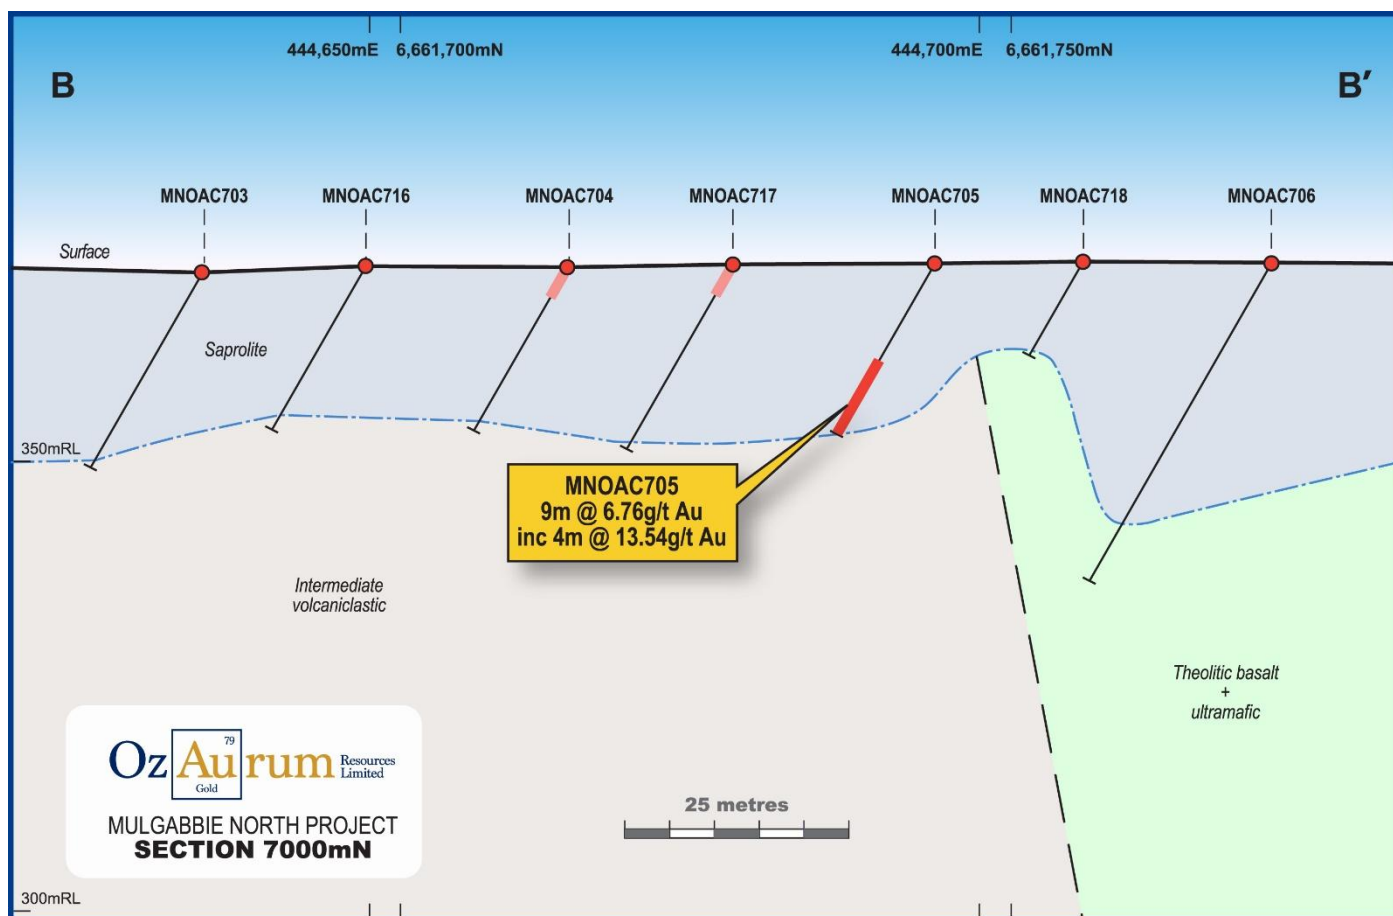 444,650mE
6,661,700mN
444,700mE
6,661,750mN
B
B'
MNOAC703
MNOAC716
MNOAC704
MNOAC717
MNOAC705
MNOAC718
MNOAC706
Surface
Saprolite
350mRL
MNOAC705
9m @ 6.76g/t Au
inc 4m @ 13.54g/t Au
Intermediate
volcaniclastic
Theolitic basalt
+
ultramafic
79
Oz Au rum
Resources
Limited
Gold
MULGABBIE NORTH PROJECT
SECTION 7000mN
25 metres
300mRL